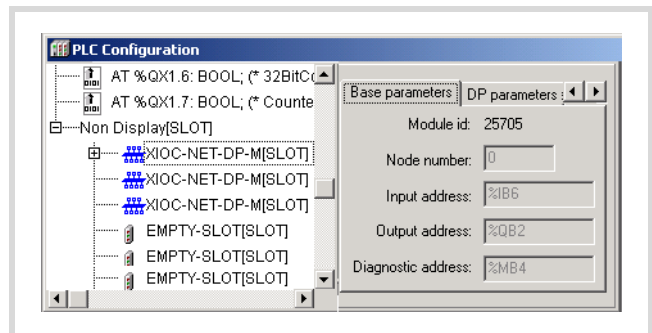 PLC Configuration
AT %QX1.6: BOOL; (* 32BitCo
AT %QX1.7: BOOL; (* Counte
Non Display[SLOT]
XIOC-NET-DP-M[SLOT]
XIOC-NET-DP-M[SLOT]
XIOC-NET-DP-M[SLOT]
EMPTY-SLOT[SLOT]
EMPTY-SLOT[SLOT]
EMPTY-SLOT[SLOT]
Base parameters
DP parameters
Module id: 25705
Node number: 0
Input address: %IB6
Output address: %QB2
Diagnostic address: %MB4